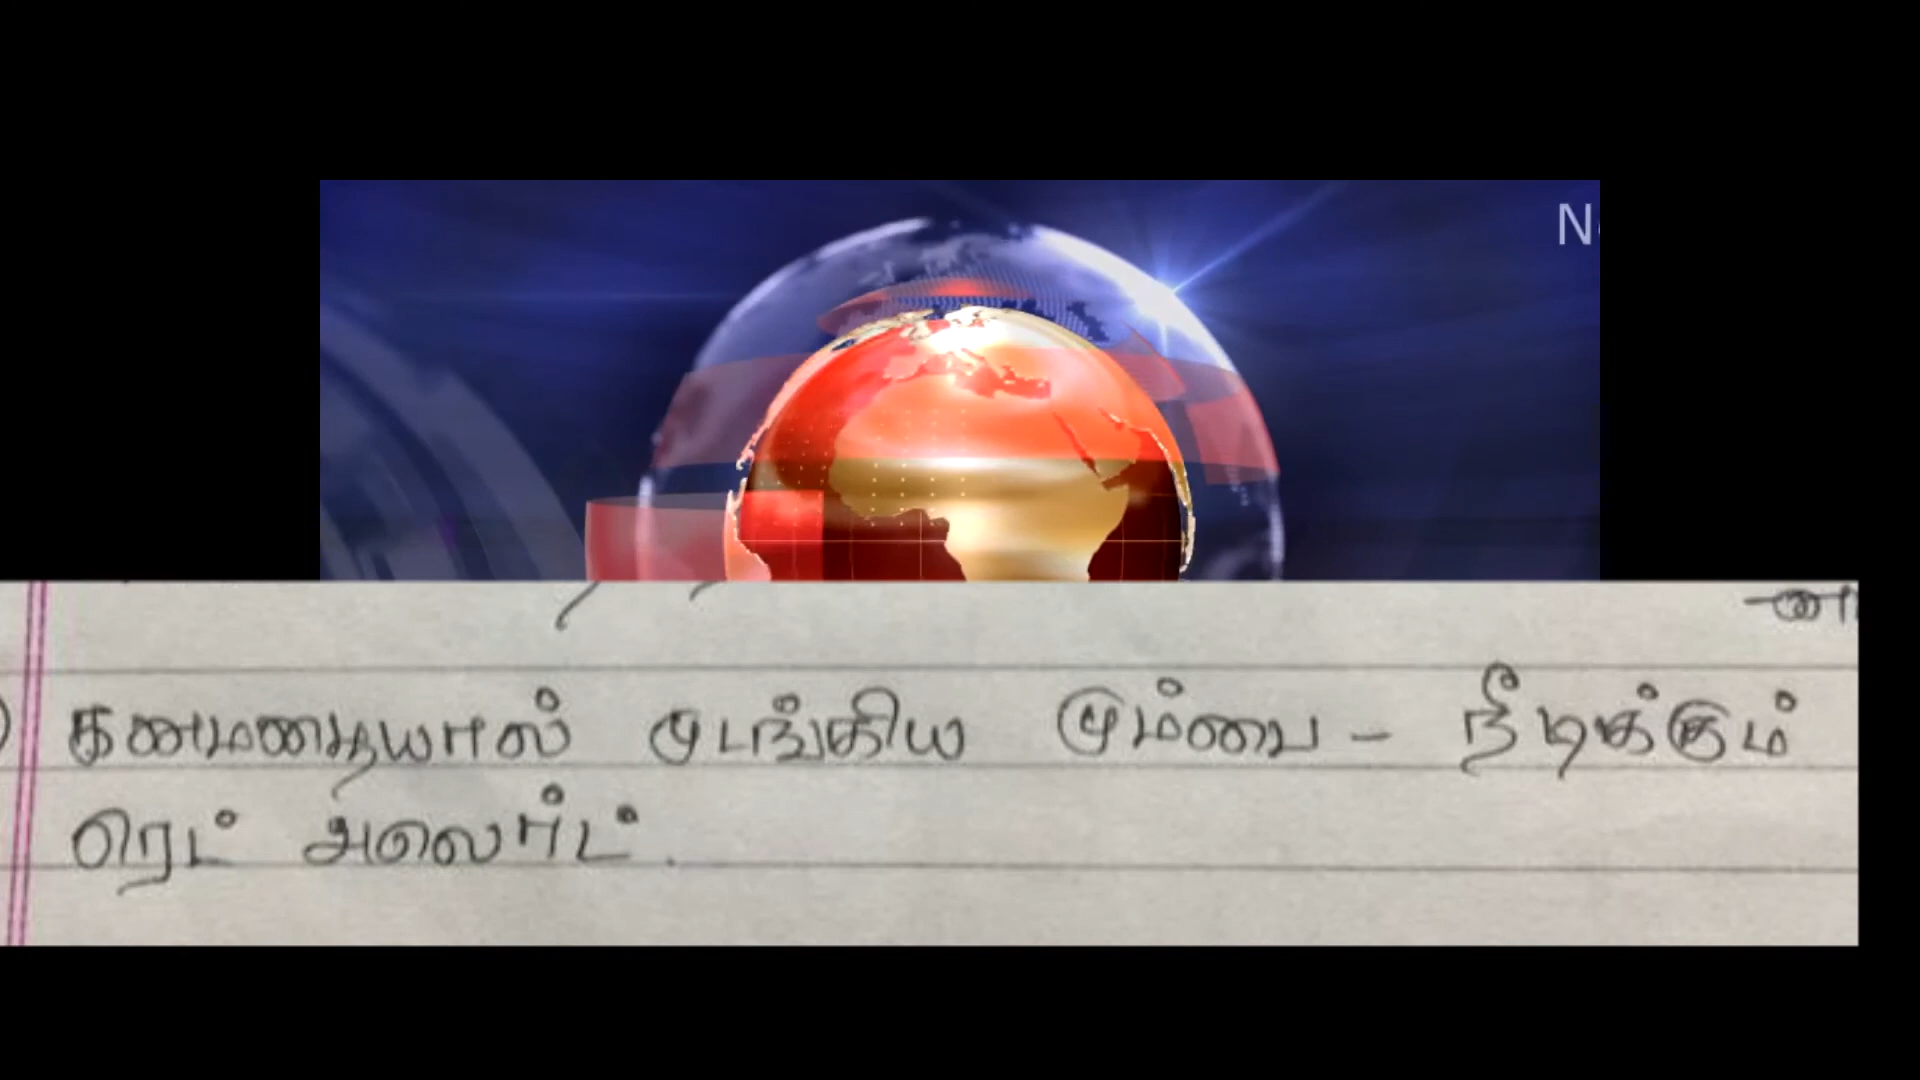 கனமழையால் முடங்கிய மும்பை - நீடிக்கும்
ரெட் அலெர்ட்.